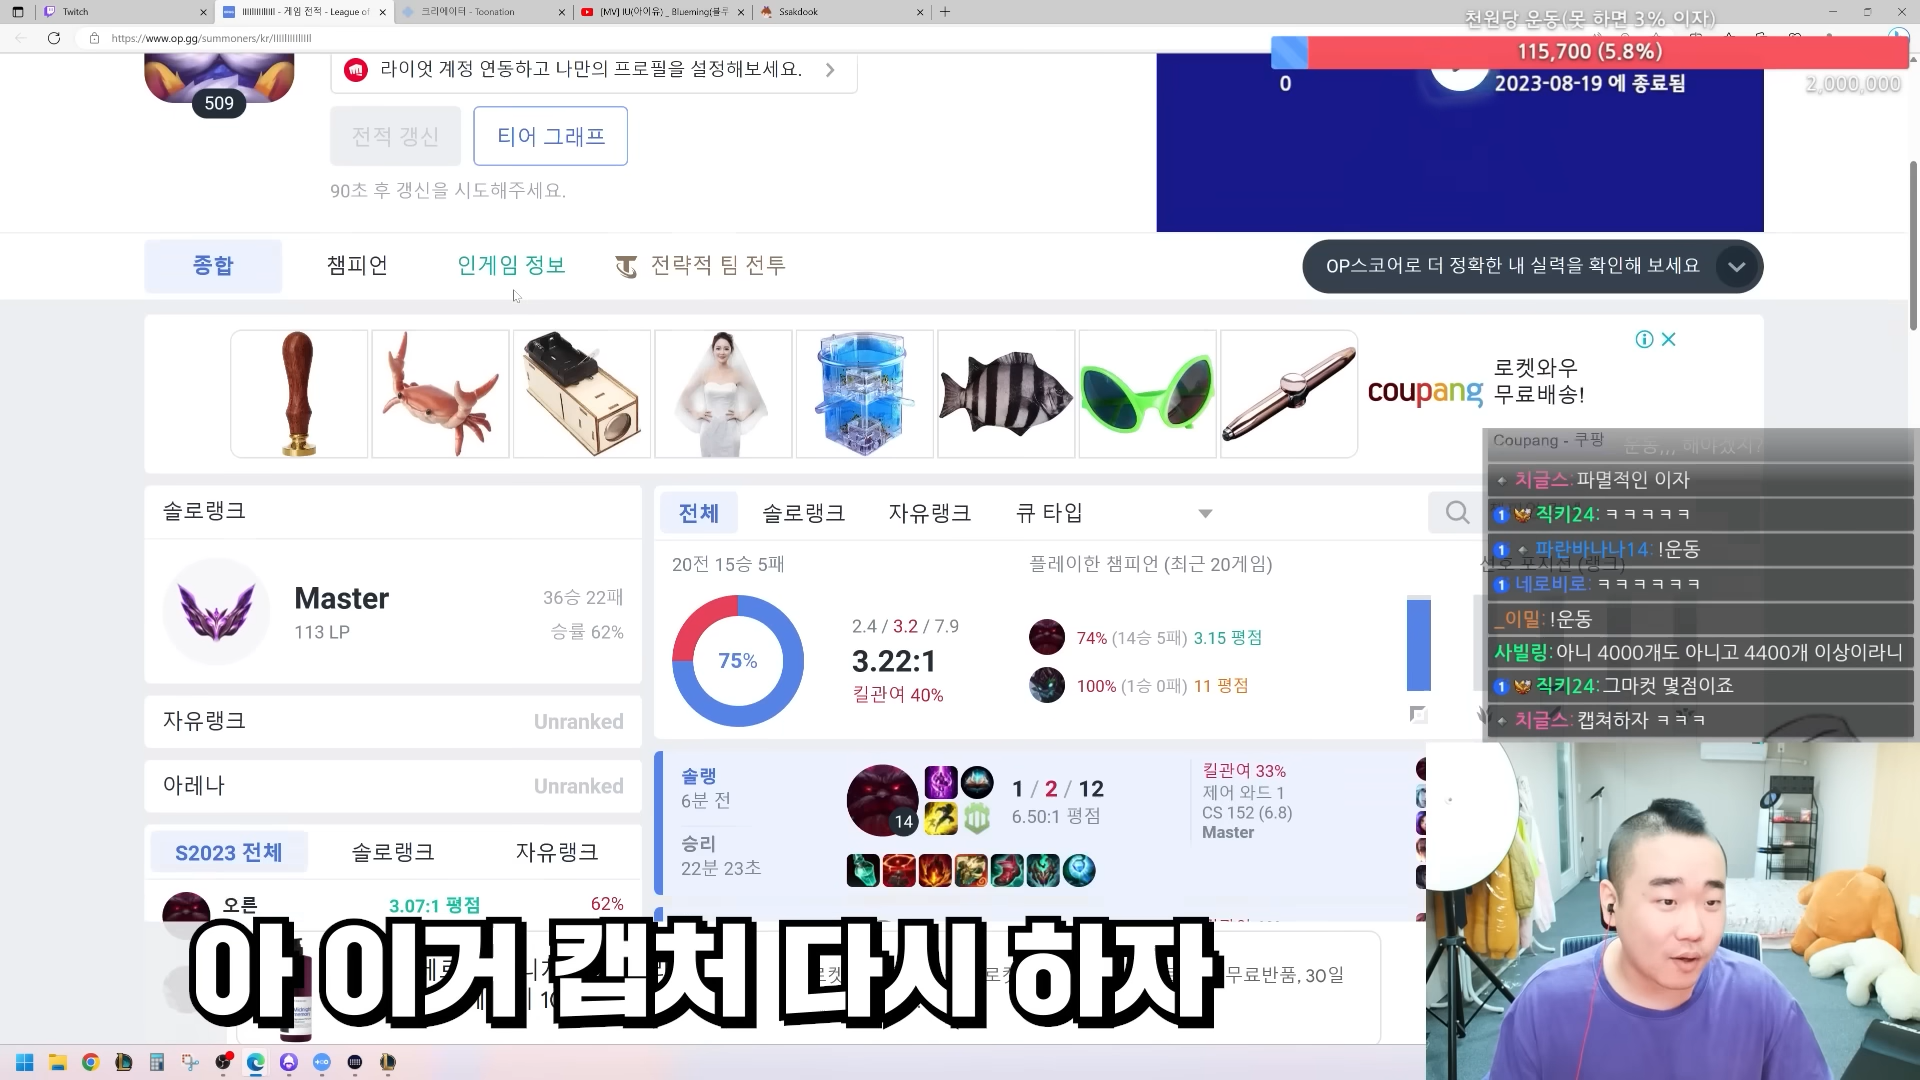 Twitch
lIIIllIIIlllll - 게임 전적 - League of
크리에이터 - Toonation
[MV] IU(아이유) _ Blueming(블루
Ssakdook
천원당 운동(못 하면 3% 이자)
115,700 (5.8%)
0
2023-08-19 에 종료됨
2,000,000
509
라이엇 계정 연동하고 나만의 프로필을 설정해보세요.
전적 갱신
티어 그래프
90초 후 갱신을 시도해주세요.
종합
챔피언
인게임 정보
전략적 팀 전투
OP스코어로 더 정확한 내 실력을 확인해 보세요
coupang
로켓와우
무료배송!
Coupang - 쿠팡
솔로랭크
Master
113 LP
36승 22패
승률 62%
자유랭크
Unranked
아레나
Unranked
S2023 전체
솔로랭크
자유랭크
오른
3.07:1 평점
62%
전체
솔로랭크
자유랭크
큐 타입
20전 15승 5패
75%
2.4 / 3.2 / 7.9
3.22:1
킬관여 40%
플레이한 챔피언 (최근 20게임)
74% (14승 5패) 3.15 평점
100% (1승 0패) 11 평점
솔랭
6분 전
승리
22분 23초
14
1 / 2 / 12
6.50:1 평점
킬관여 33%
제어 와드 1
CS 152 (6.8)
Master
치글스: 파멸적인 이자
직키24: ㅋㅋㅋㅋㅋ
파란바나나14: !운동
네로비로: ㅋㅋㅋㅋㅋㅋ
_이밀: !운동
사빌링: 아니 4000개도 아니고 4400개 이상이라니
직키24: 그마컷 몇점이죠
치글스: 캡쳐하자 ㅋㅋㅋ
무료반품, 30일
아 이거 캡처 다시 하자